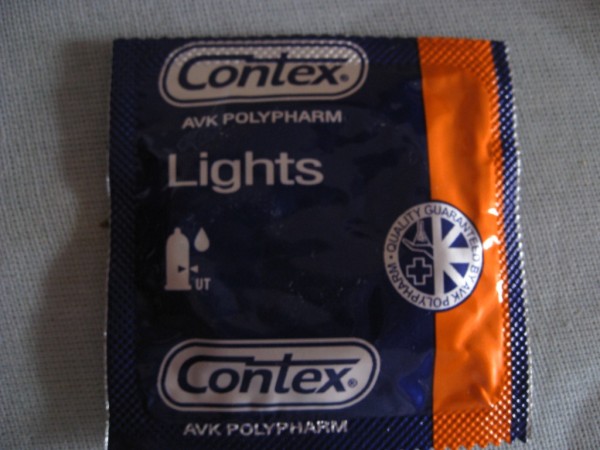 Contex®
AVK POLYPHARM
Lights
UT
• QUALITY GUARANTEED BY AVK POLYPHARM
Contex®
AVK POLYPHARM